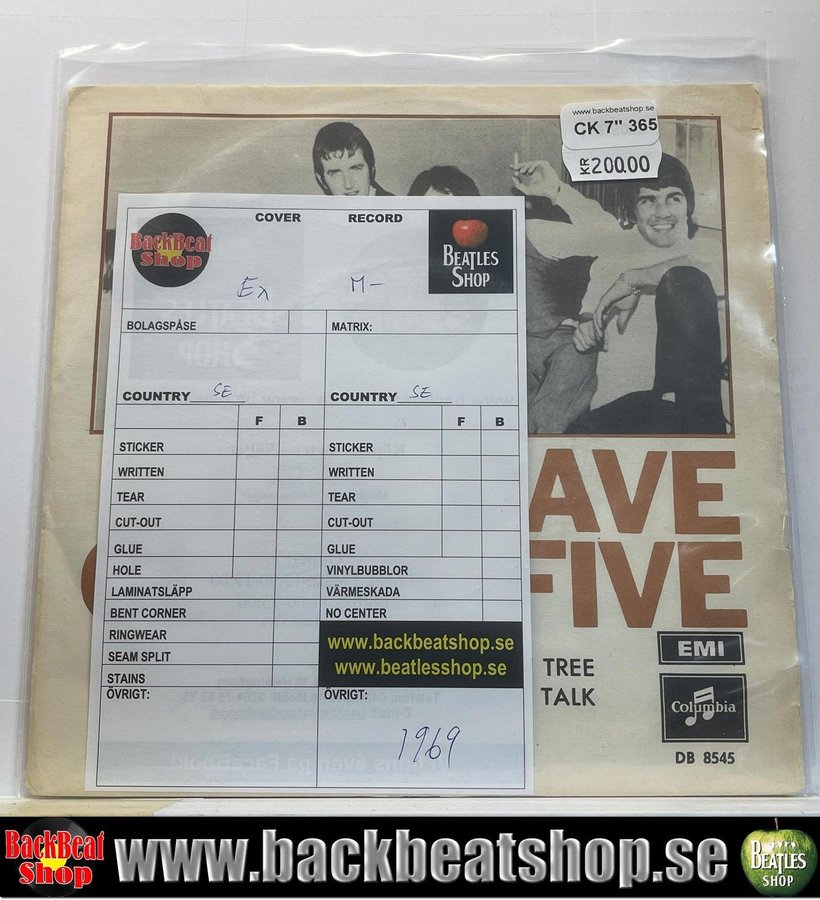 www.backbeatshop.se
CK 7" 365
KR200.00
COVER RECORD
BackBeat
Shop
BEATLES
SHOP
Ex M-
BOLAGSPÅSE MATRIX:
COUNTRY SE COUNTRY SE
F B F B
STICKER STICKER
WRITTEN WRITTEN
TEAR TEAR
CUT-OUT CUT-OUT
GLUE GLUE
HOLE VINYLBUBBLOR
LAMINATSLÄPP VÄRMESKADA
BENT CORNER NO CENTER
RINGWEAR
SEAM SPLIT
STAINS
www.backbeatshop.se
www.beatlesshop.se
ÖVRIGT: ÖVRIGT:
1969
AVE
FIVE
TREE
TALK
EMI
Columbia
DB 8545
BackBeat
Shop
www.backbeatshop.se
BEATLES
SHOP